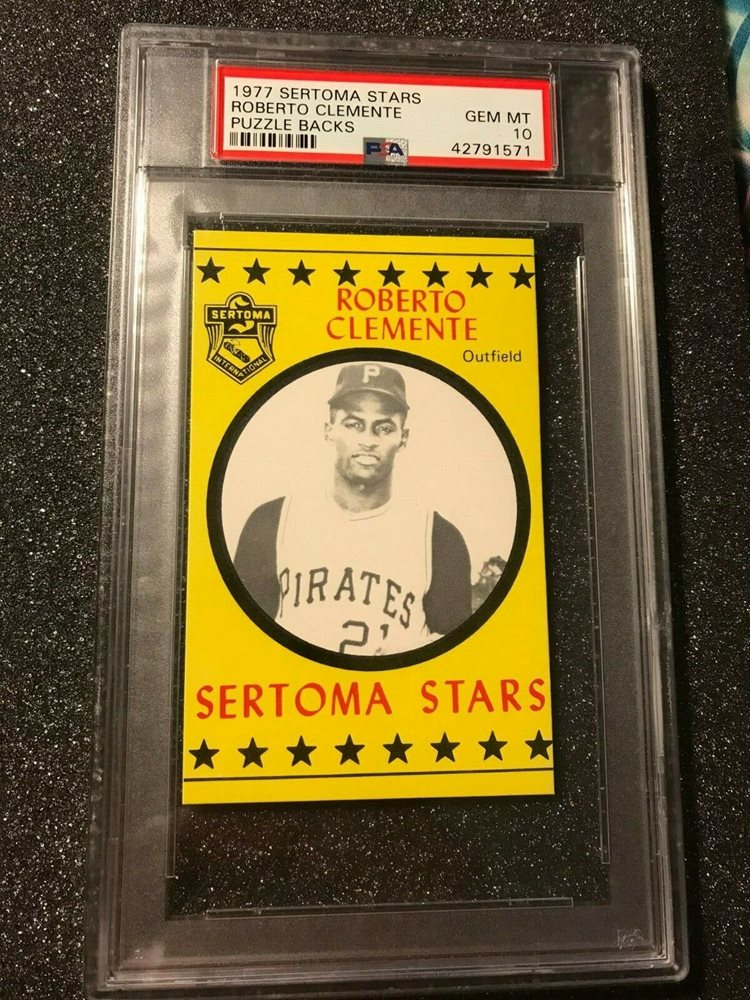 1977 SERTOMA STARS
ROBERTO CLEMENTE
PUZZLE BACKS
GEM MT
10
PSA
42791571
ROBERTO
CLEMENTE
Outfield
SERTOMA
S
INTERNATIONAL
P
PIRATES
21
SERTOMA STARS